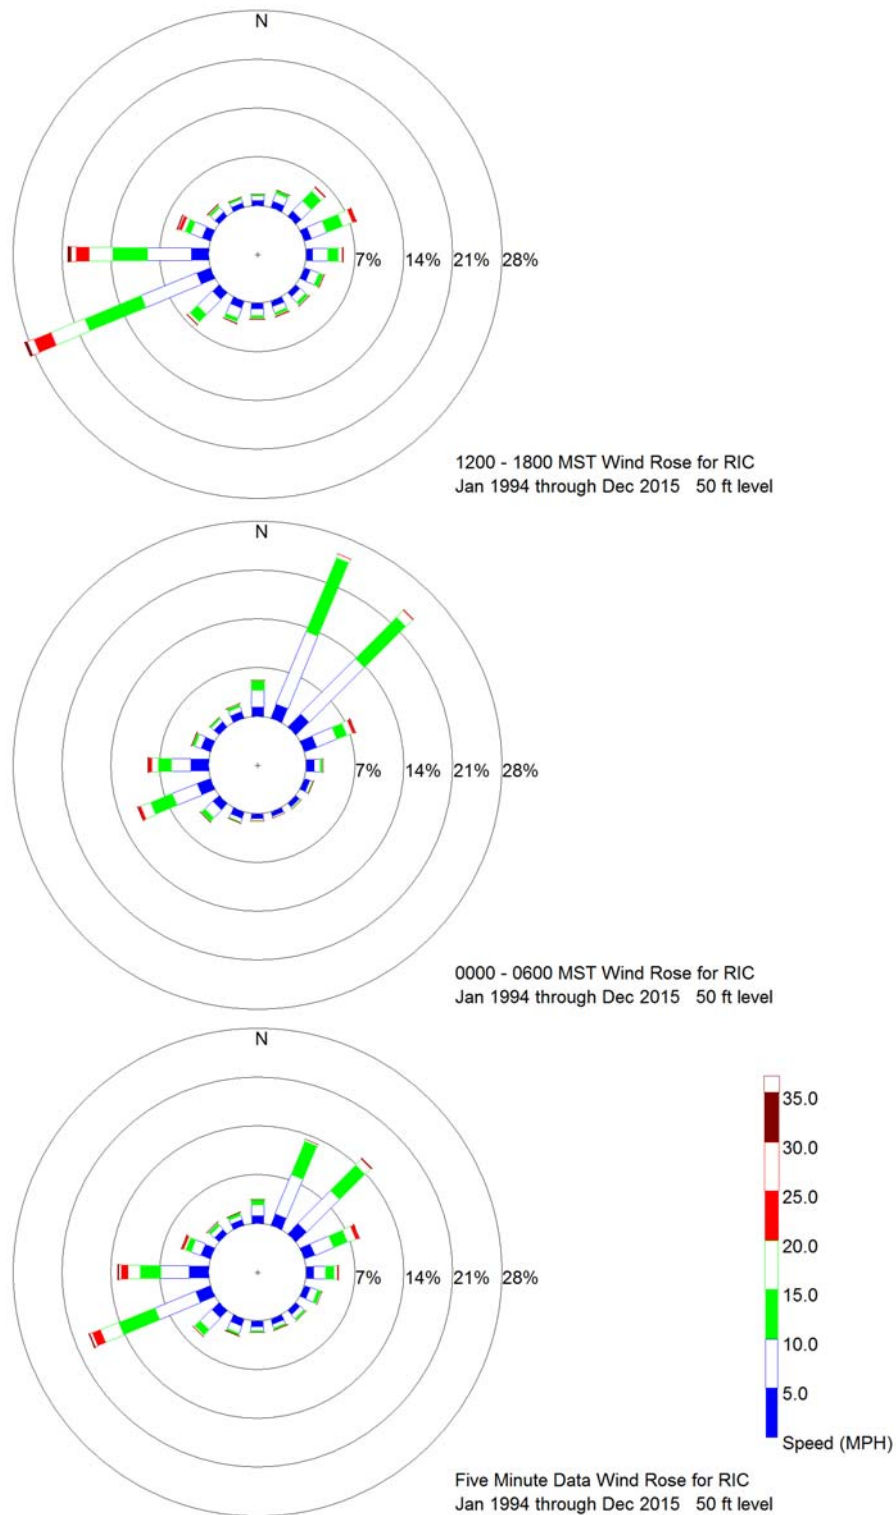 N
7% 14% 21% 28%
1200 - 1800 MST Wind Rose for RIC
Jan 1994 through Dec 2015 50 ft level
N
7% 14% 21% 28%
0000 - 0600 MST Wind Rose for RIC
Jan 1994 through Dec 2015 50 ft level
N
7% 14% 21% 28%
35.0
30.0
25.0
20.0
15.0
10.0
5.0
Speed (MPH)
Five Minute Data Wind Rose for RIC
Jan 1994 through Dec 2015 50 ft level